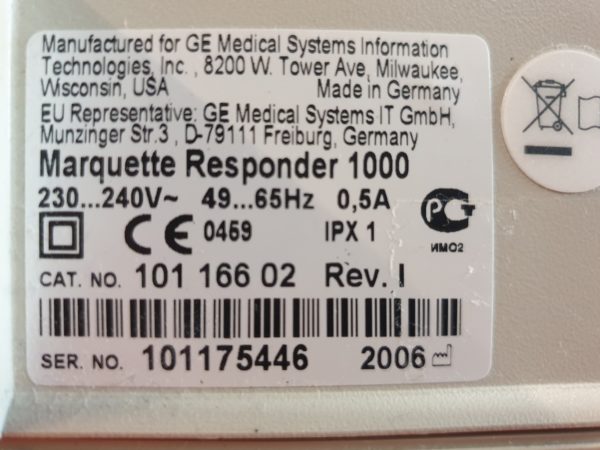 Manufactured for GE Medical Systems Information
Technologies, Inc., 8200 W. Tower Ave, Milwaukee,
Wisconsin, USA Made in Germany
EU Representative: GE Medical Systems IT GmbH,
Munzinger Str.3 , D-79111 Freiburg, Germany
Marquette Responder 1000
230...240V~ 49...65Hz 0,5A
CE 0459 IPX 1 РСТ
ИМ02
CAT. NO. 101 166 02 Rev. I
SER. NO. 101175446 2006